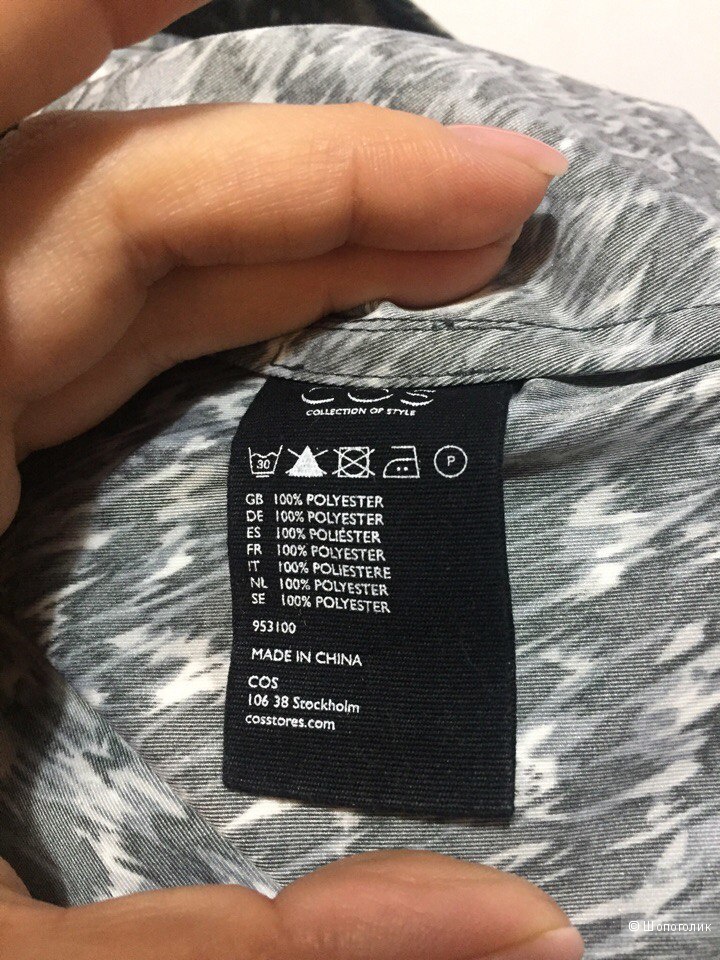 COS
COLLECTION OF STYLE
30 P
GB 100% POLYESTER
DE 100% POLYESTER
ES 100% POLIÉSTER
FR 100% POLYESTER
IT 100% POLIESTERE
NL 100% POLYESTER
SE 100% POLYESTER
953100
MADE IN CHINA
COS
106 38 Stockholm
cosstores.com
© Шопоголик